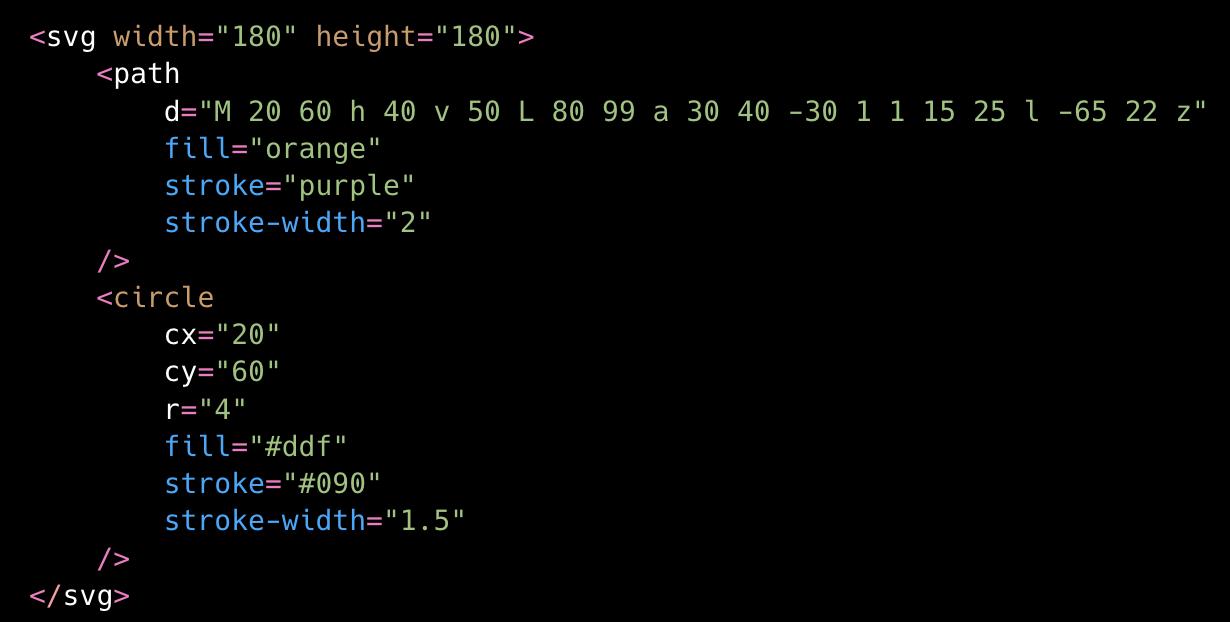 <svg width="180" height="180">
<path
d="M 20 60 h 40 v 50 L 80 99 a 30 40 -30 1 1 15 25 l -65 22 z"
fill="orange"
stroke="purple"
stroke-width="2"
/>
<circle
cx="20"
cy="60"
r="4"
fill="#ddf"
stroke="#090"
stroke-width="1.5"
/>
</svg>